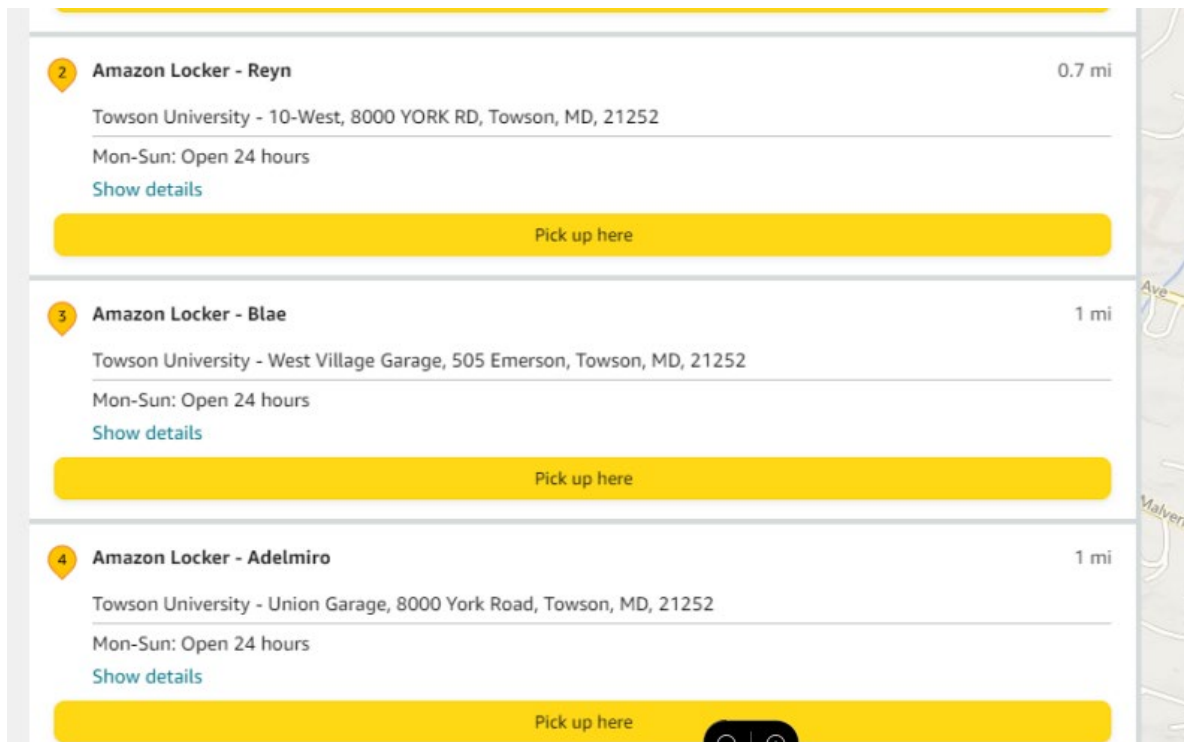 2 Amazon Locker - Reyn 0.7 mi
Towson University - 10-West, 8000 YORK RD, Towson, MD, 21252
Mon-Sun: Open 24 hours
Show details
Pick up here
3 Amazon Locker - Blae 1 mi
Towson University - West Village Garage, 505 Emerson, Towson, MD, 21252
Mon-Sun: Open 24 hours
Show details
Pick up here
4 Amazon Locker - Adelmiro 1 mi
Towson University - Union Garage, 8000 York Road, Towson, MD, 21252
Mon-Sun: Open 24 hours
Show details
Pick up here
Ave